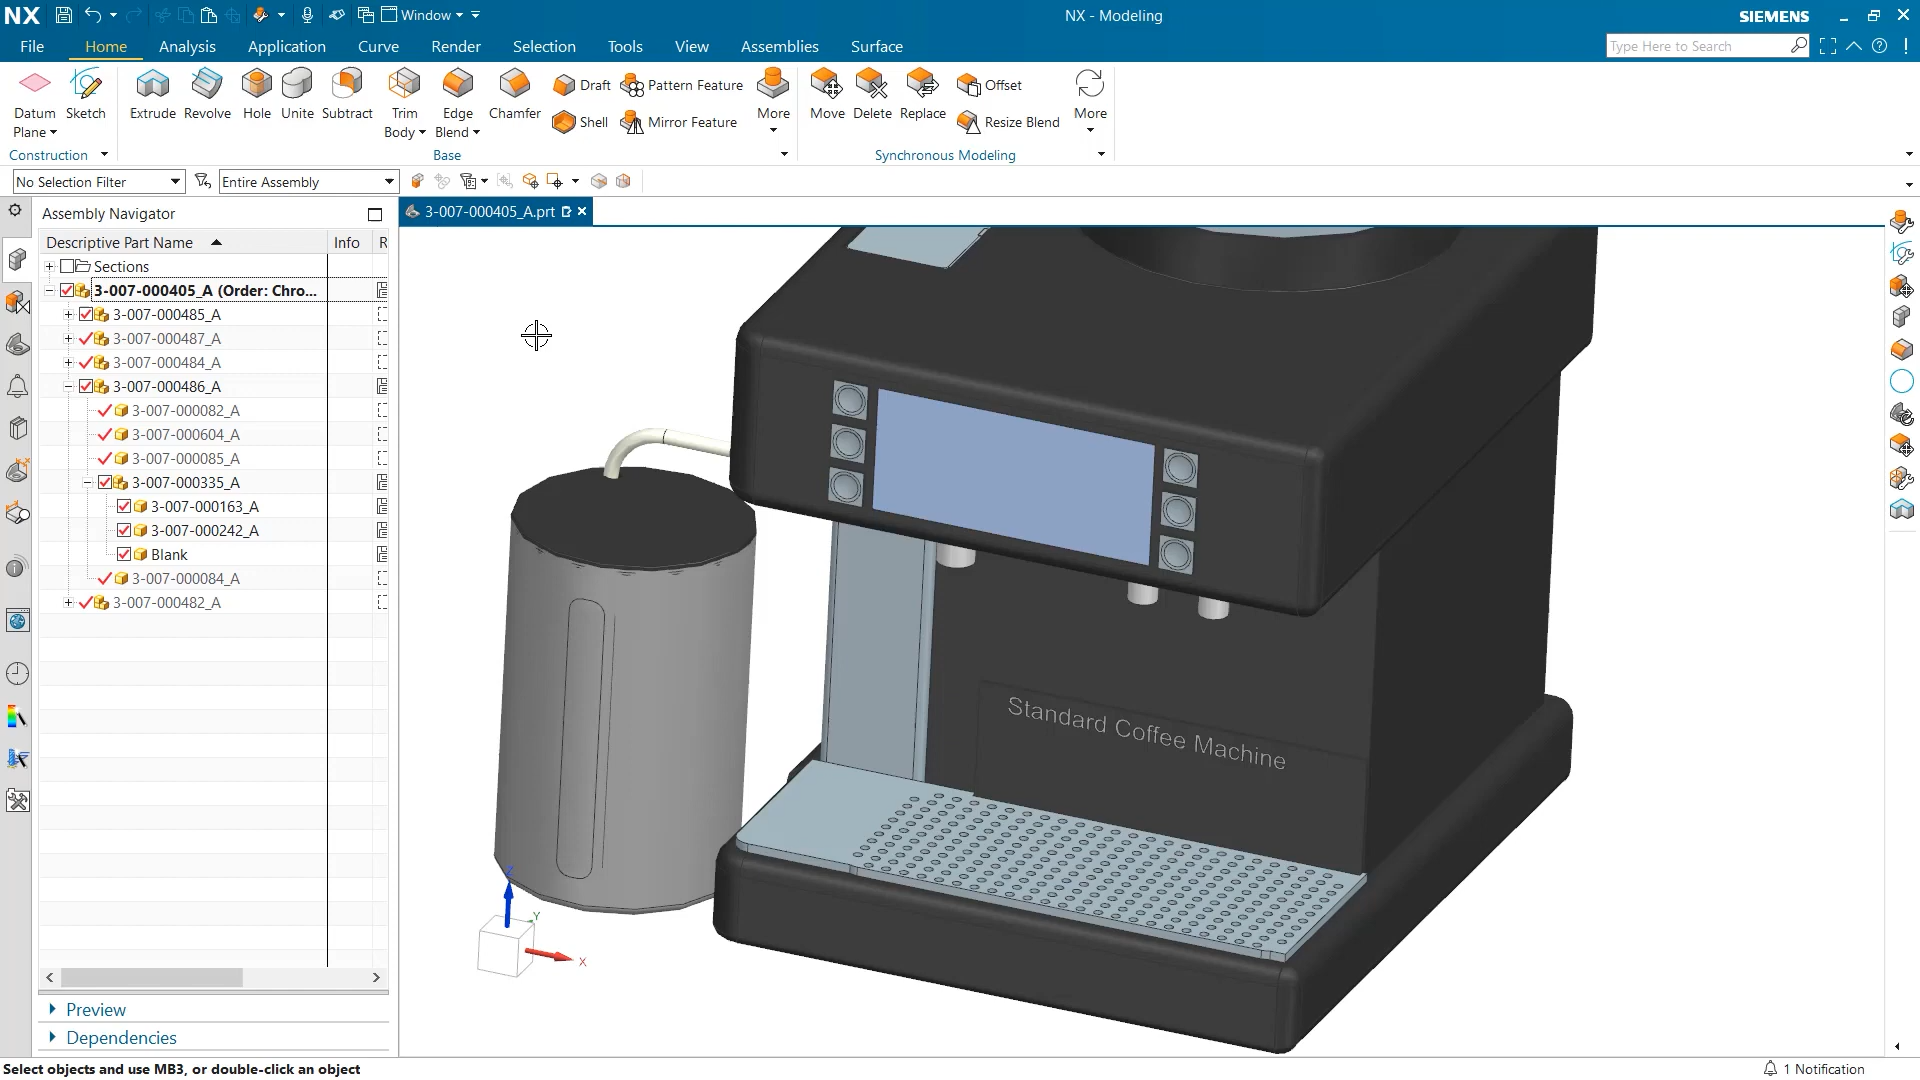 NX
Window
NX - Modeling
SIEMENS
File
Home
Analysis
Application
Curve
Render
Selection
Tools
View
Assemblies
Surface
Type Here to Search
Datum Plane
Sketch
Extrude
Revolve
Hole
Unite
Subtract
Trim Body
Edge Blend
Chamfer
Draft
Shell
Pattern Feature
Mirror Feature
More
Move
Delete
Replace
Offset
Resize Blend
More
Construction
Base
Synchronous Modeling
No Selection Filter
Entire Assembly
Assembly Navigator
3-007-000405_A.prt
Descriptive Part Name
Info
R
Sections
3-007-000405_A (Order: Chro...
3-007-000485_A
3-007-000487_A
3-007-000484_A
3-007-000486_A
3-007-000082_A
3-007-000604_A
3-007-000085_A
3-007-000335_A
3-007-000163_A
3-007-000242_A
Blank
3-007-000084_A
3-007-000482_A
Standard Coffee Machine
Z
Y
X
Preview
Dependencies
Select objects and use MB3, or double-click an object
1 Notification